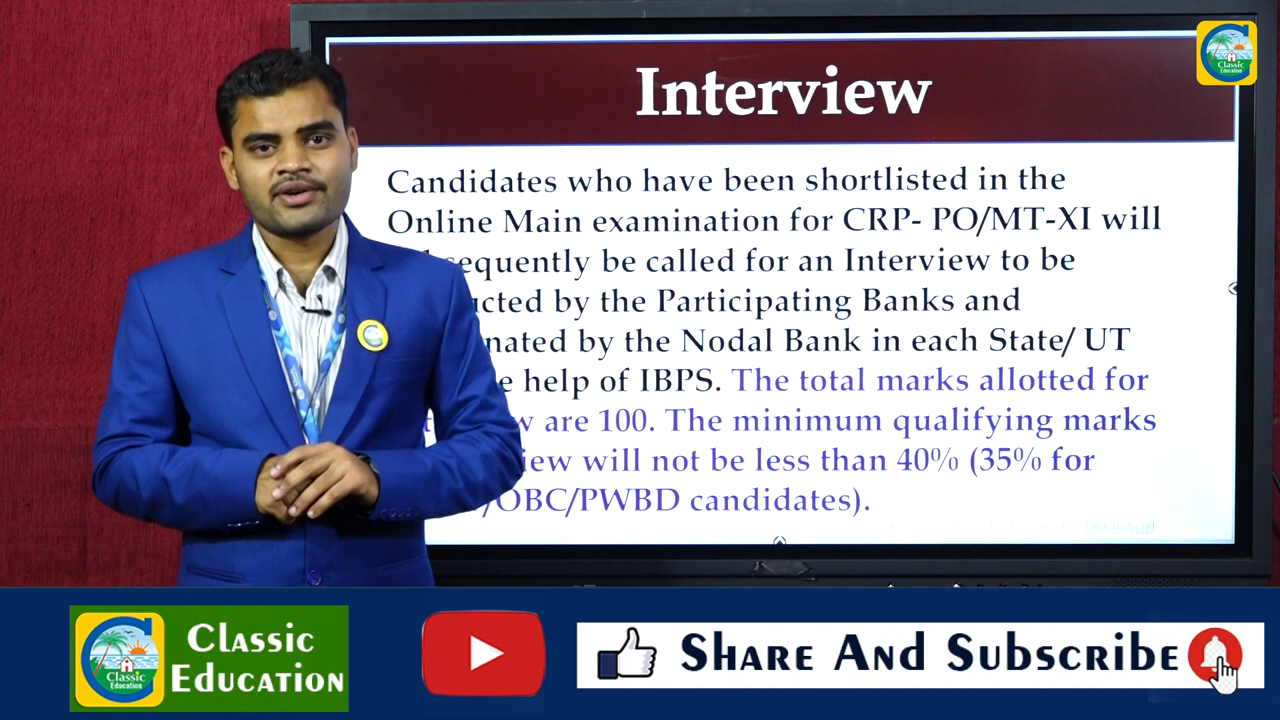 Interview
Classic
Education
Candidates who have been shortlisted in the
Online Main examination for CRP- PO/MT-XI will
sequently be called for an Interview to be
ucted by the Participating Banks and
nated by the Nodal Bank in each State/ UT
e help of IBPS. The total marks allotted for
w are 100. The minimum qualifying marks
iew will not be less than 40% (35% for
/OBC/PWBD candidates).
Dharwad
Classic
Education
Classic
Education
Share And Subscribe